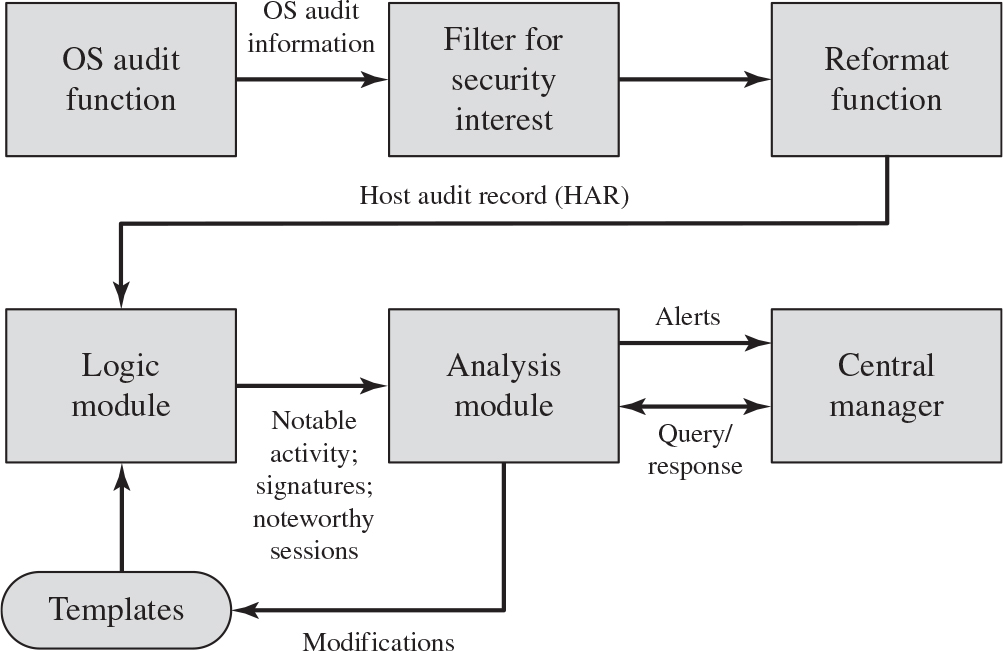 OS audit
function
OS audit
information
Filter for
security
interest
Reformat
function
Host audit record (HAR)
Logic
module
Notable
activity;
signatures;
noteworthy
sessions
Analysis
module
Alerts
Query/
response
Central
manager
Templates
Modifications